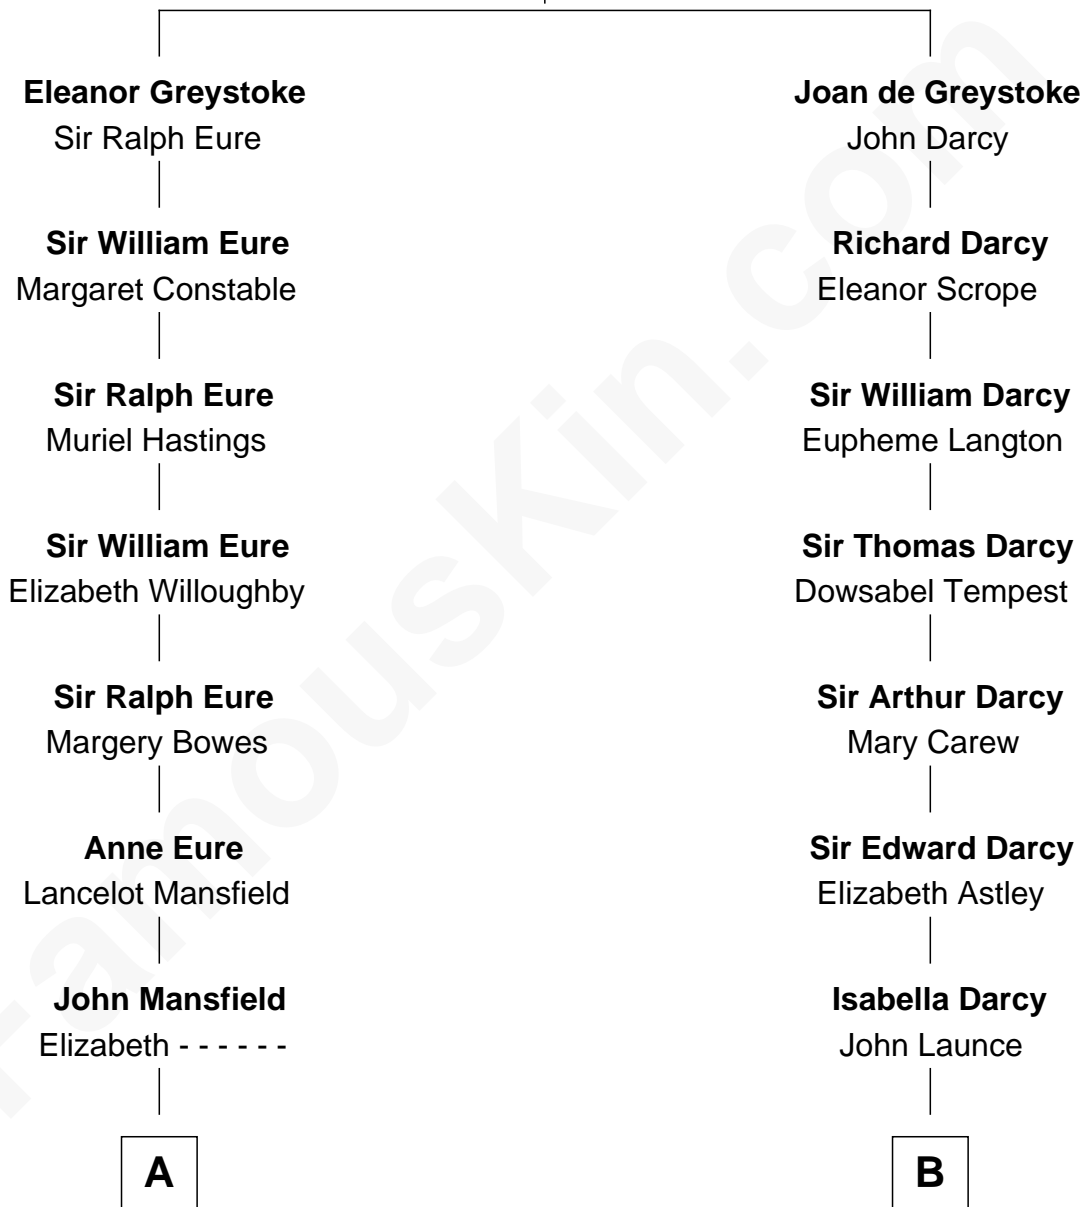 Eleanor Greystoke
Sir Ralph Eure
Sir William Eure
Margaret Constable
Sir Ralph Eure
Muriel Hastings
Sir William Eure
Elizabeth Willoughby
Sir Ralph Eure
Margery Bowes
Anne Eure
Lancelot Mansfield
John Mansfield
Elizabeth - - - - - -
A
Joan de Greystoke
John Darcy
Richard Darcy
Eleanor Scrope
Sir William Darcy
Eupheme Langton
Sir Thomas Darcy
Dowsabel Tempest
Sir Arthur Darcy
Mary Carew
Sir Edward Darcy
Elizabeth Astley
Isabella Darcy
John Launce
B
FamousKin.com